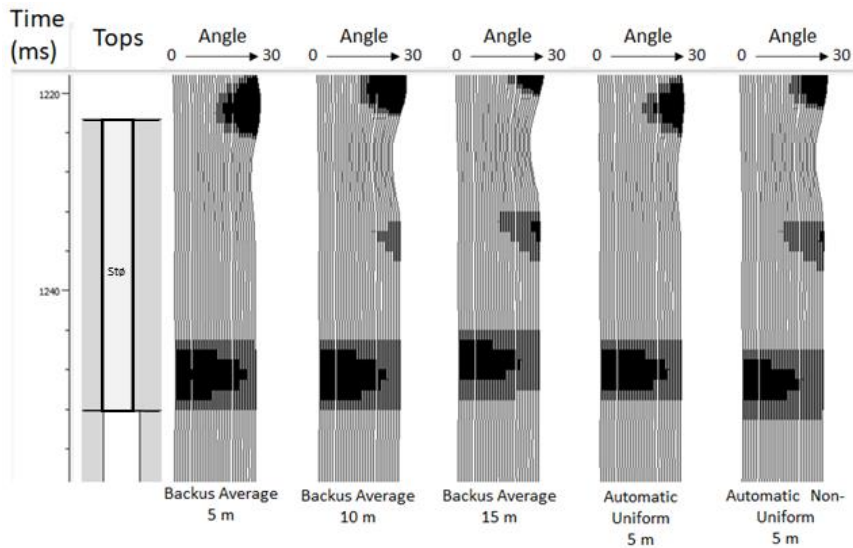 Time
(ms)
Tops
Angle
0 30
Angle
0 30
Angle
0 30
Angle
0 30
Angle
0 30
1220
Stø
1240
Backus Average
5 m
Backus Average
10 m
Backus Average
15 m
Automatic
Uniform
5 m
Automatic Non-
Uniform
5 m